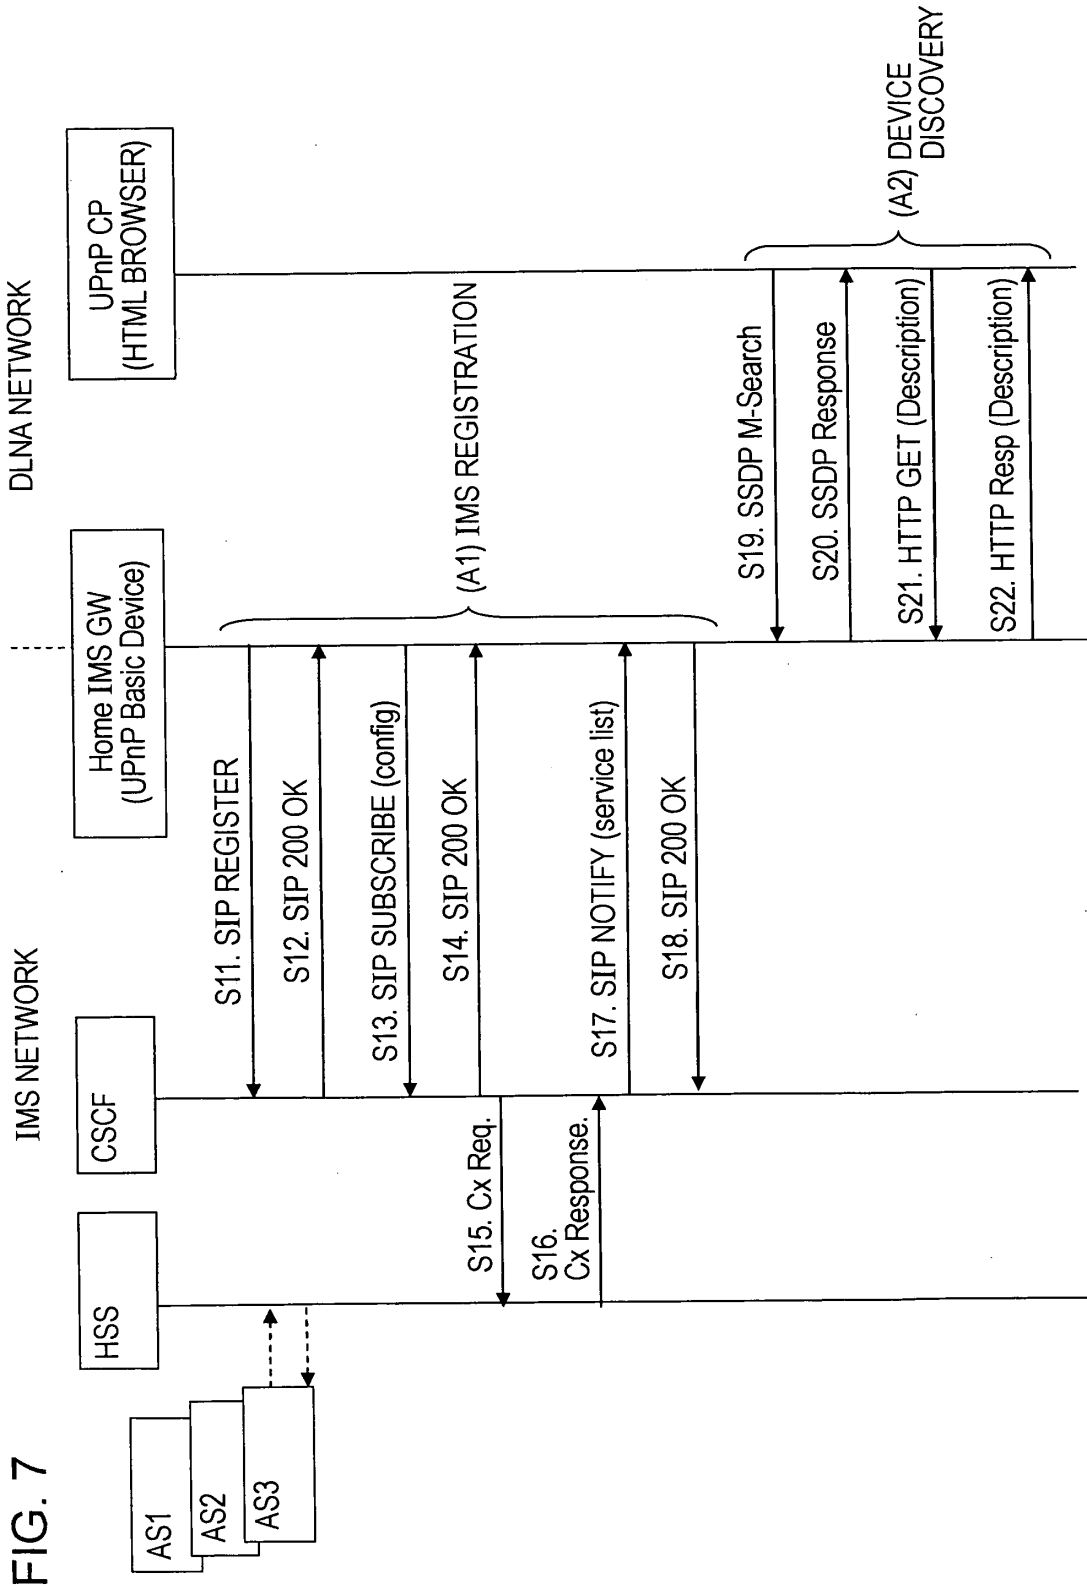 FIG. 7
IMS NETWORK
DLNA NETWORK
AS1
AS2
AS3
HSS
CSCF
Home IMS GW
(UPnP Basic Device)
UPnP CP
(HTML BROWSER)
S11. SIP REGISTER
S12. SIP 200 OK
S13. SIP SUBSCRIBE (config)
S14. SIP 200 OK
S15. Cx Req.
S16.
Cx Response.
S17. SIP NOTIFY (service list)
S18. SIP 200 OK
(A1) IMS REGISTRATION
S19. SSDP M-Search
S20. SSDP Response
S21. HTTP GET (Description)
S22. HTTP Resp (Description)
(A2) DEVICE
DISCOVERY